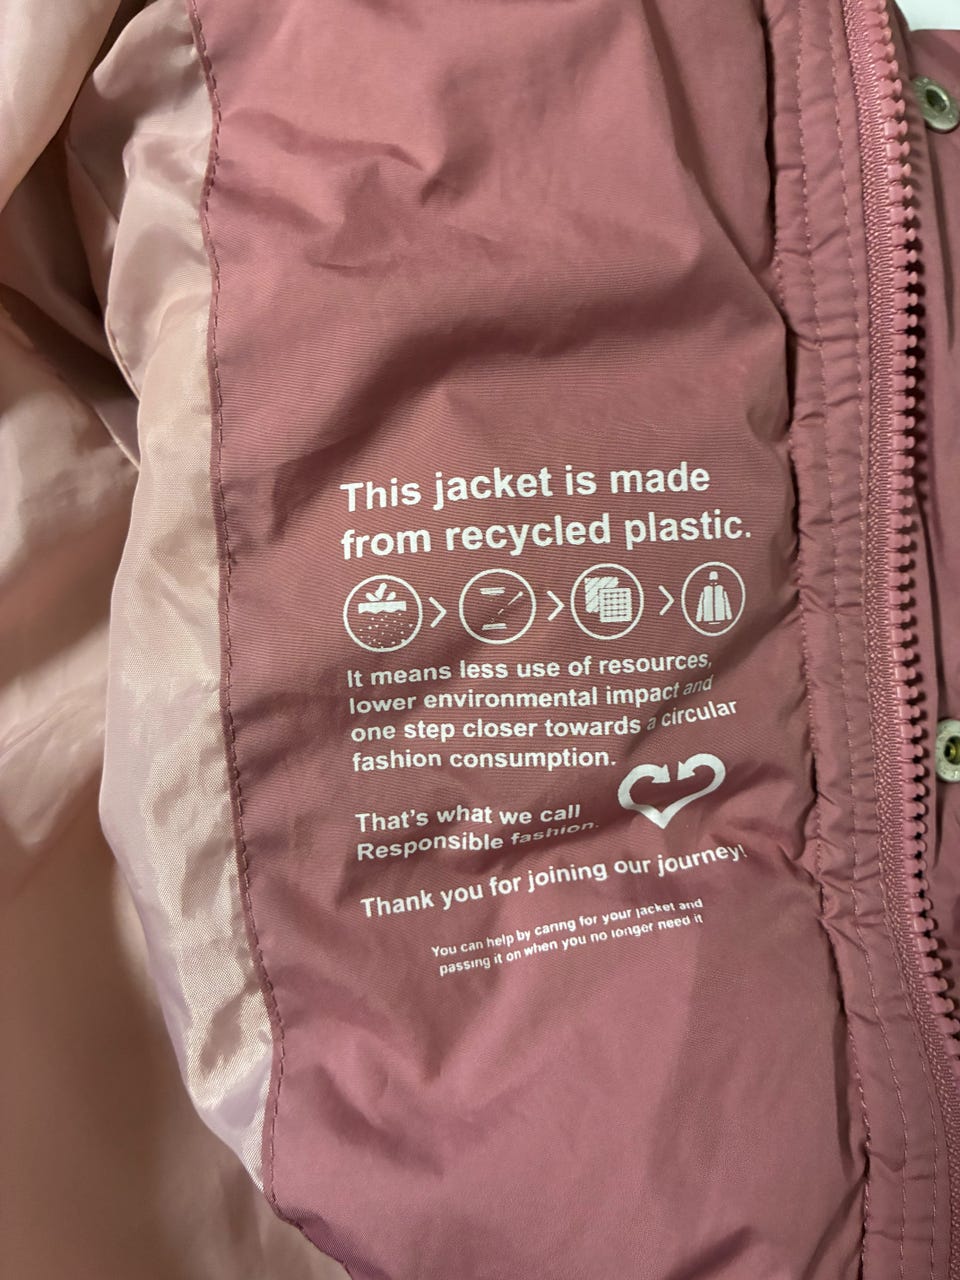 This jacket is made
from recycled plastic.
It means less use of resources,
lower environmental impact and
one step closer towards a circular
fashion consumption.
That's what we call
Responsible fashion.
Thank you for joining our journey!
You can help by caring for your jacket and
passing it on when you no longer need it